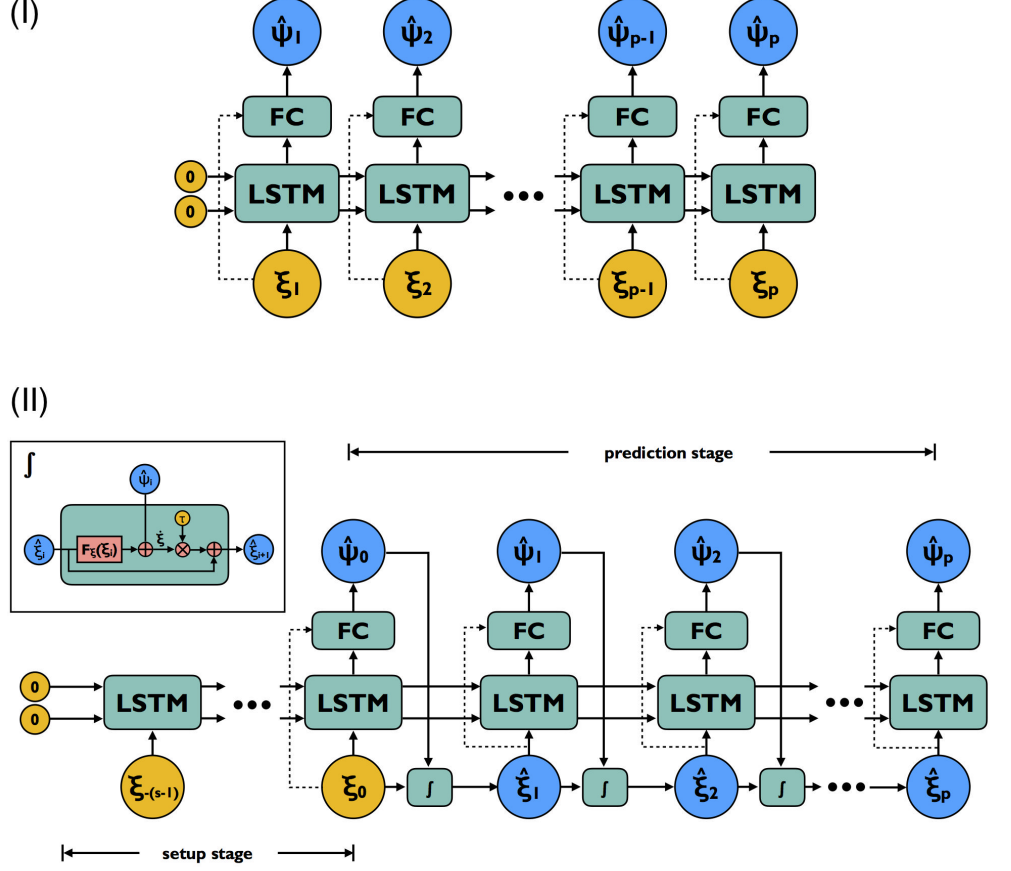 (I)
ψ̂1 ψ̂2 ψ̂p-1 ψ̂p
FC FC FC FC
0
LSTM LSTM ••• LSTM LSTM
0
ξ1 ξ2 ξp-1 ξp
(II)
∫
prediction stage
ψ̂i
τ
ξ̂i Fξ(ξ̂i) + ξ̇ × + ξ̂i+1
ψ̂0 ψ̂1 ψ̂2 ψ̂p
FC FC FC FC
0
LSTM ••• LSTM LSTM LSTM ••• LSTM
0
ξ-(s-1) ξ0 ∫ ξ̂1 ∫ ξ̂2 ∫ ••• ξ̂p
setup stage